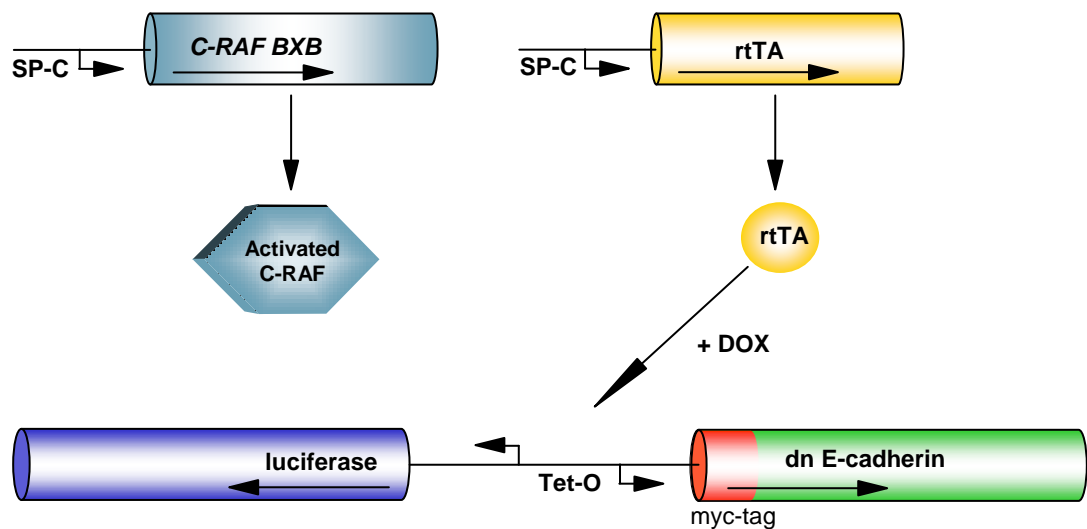 C-RAF BXB
SP-C
rtTA
SP-C
Activated
C-RAF
rtTA
+ DOX
luciferase
Tet-O
dn E-cadherin
myc-tag